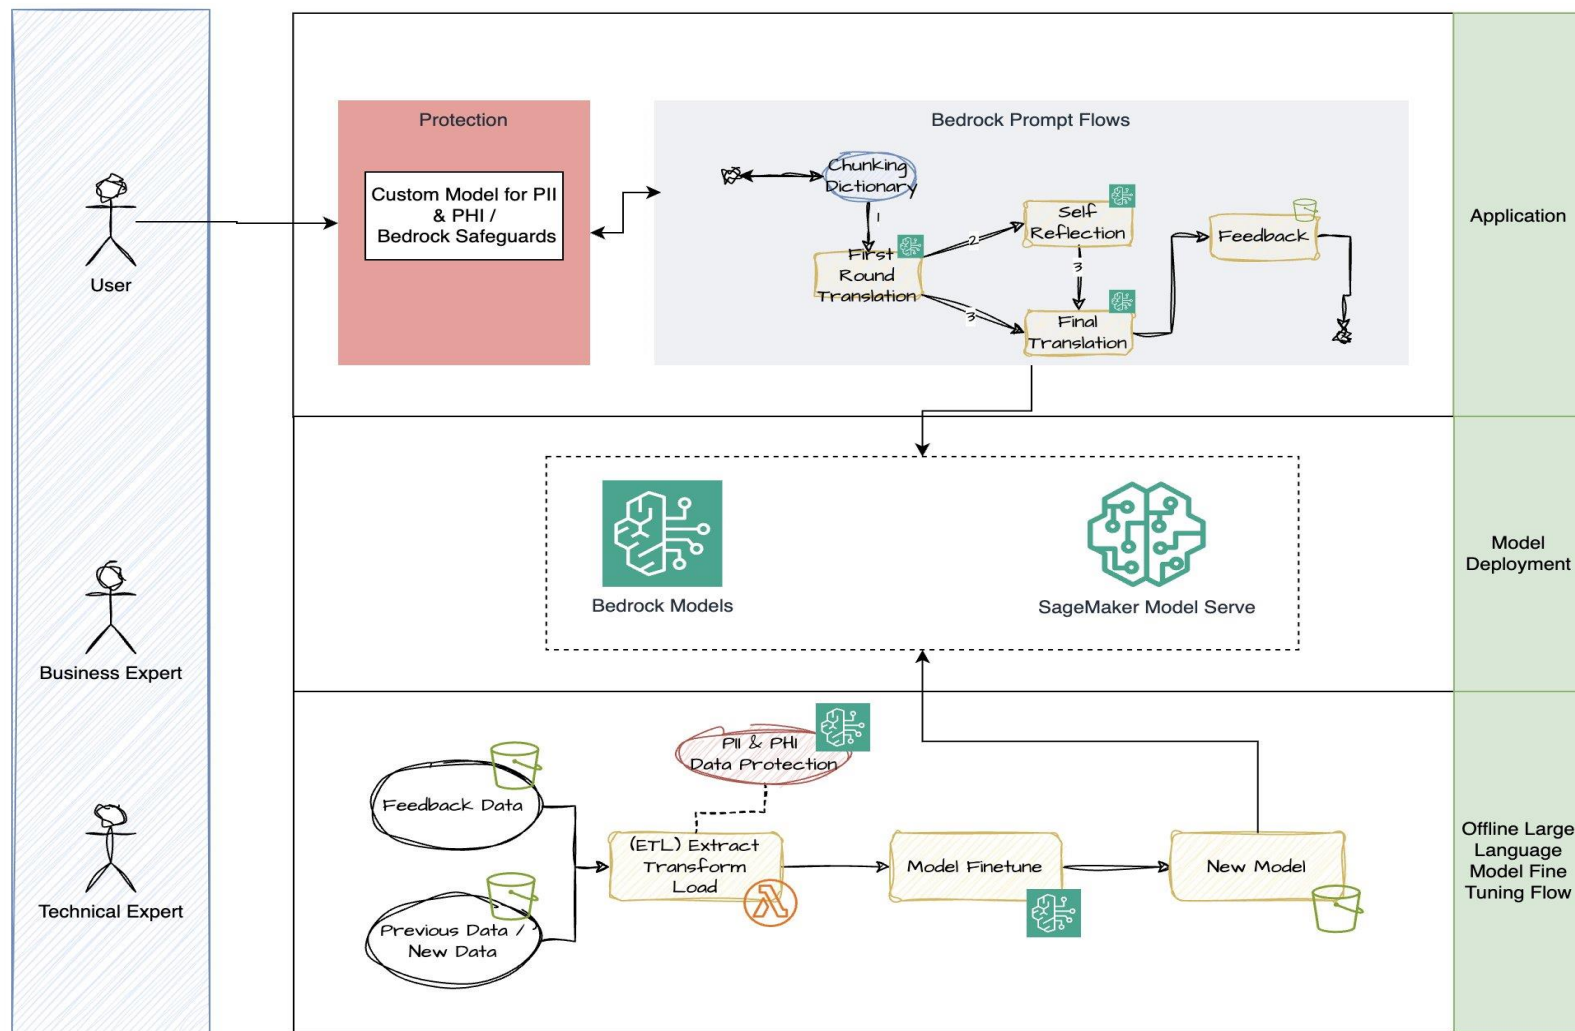 Protection
Bedrock Prompt Flows
Custom Model for PII
& PHI /
Bedrock Safeguards
Chunking
Dictionary
1
First
Round
Translation
2
Self
Reflection
3
3
Final
Translation
Feedback
Application
User
Bedrock Models
SageMaker Model Serve
Model
Deployment
Business Expert
PII & PHI
Data Protection
Feedback Data
(ETL) Extract
Transform
Load
Model Finetune
New Model
Previous Data /
New Data
Offline Large
Language
Model Fine
Tuning Flow
Technical Expert